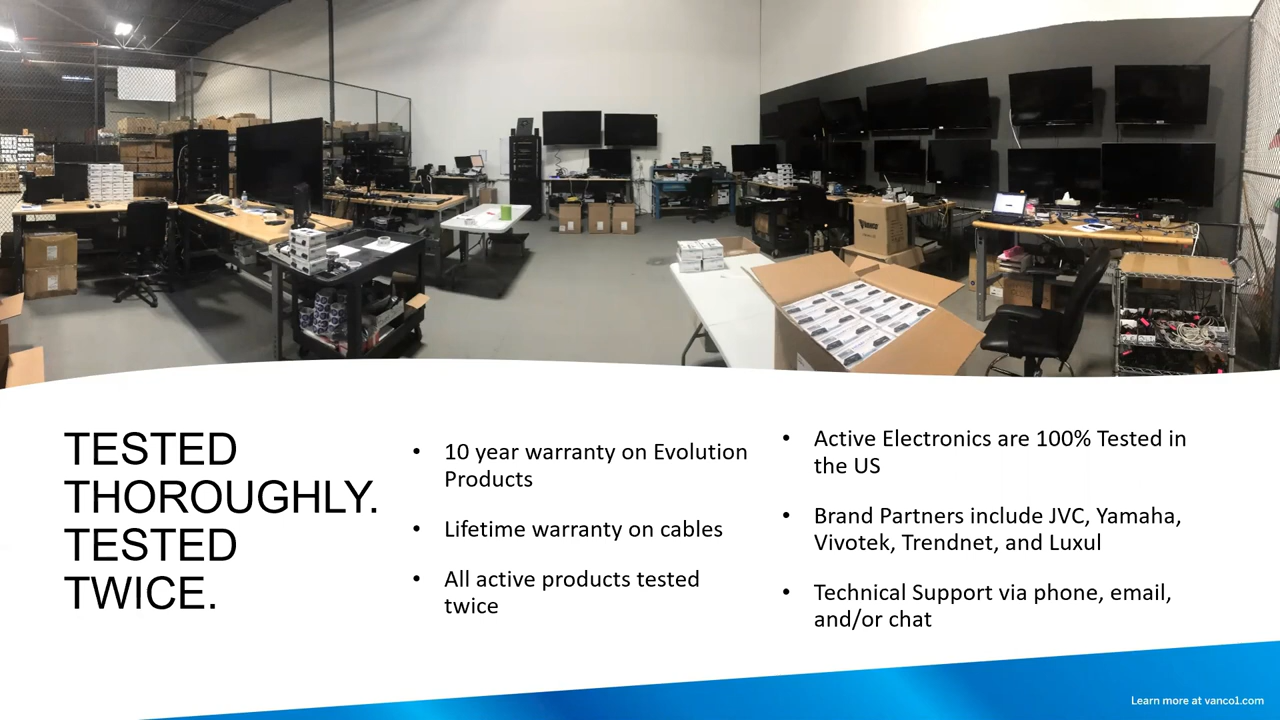 VANCO
TESTED
THOROUGHLY.
TESTED
TWICE.
• 10 year warranty on Evolution
Products
• Lifetime warranty on cables
• All active products tested
twice
• Active Electronics are 100% Tested in
the US
• Brand Partners include JVC, Yamaha,
Vivotek, Trendnet, and Luxul
• Technical Support via phone, email,
and/or chat
Learn more at vanco1.com